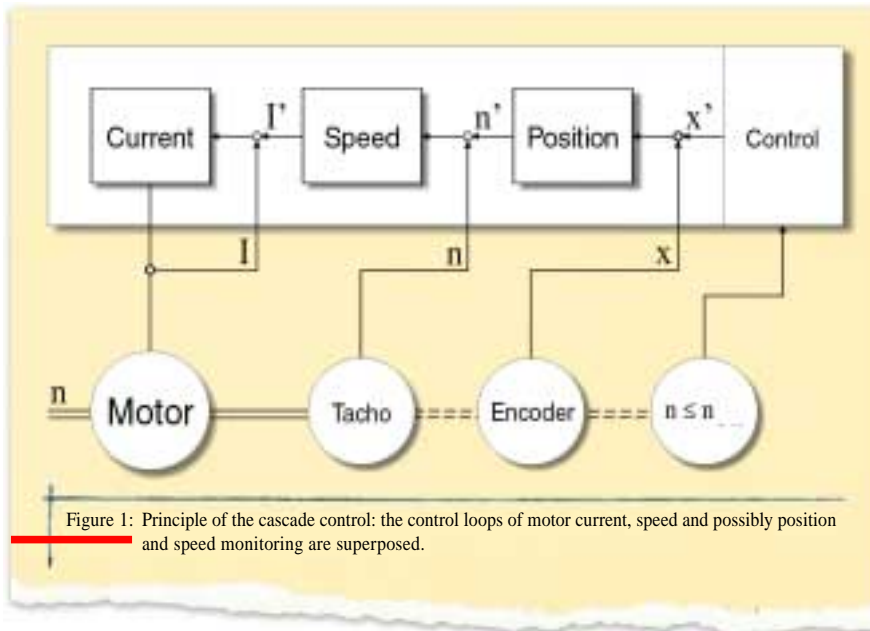 Current
I'
Speed
n'
Position
x'
Control
I
n
x
n
Motor
Tacho
Encoder
n ≤ n
Figure 1: Principle of the cascade control: the control loops of motor current, speed and possibly position
and speed monitoring are superposed.